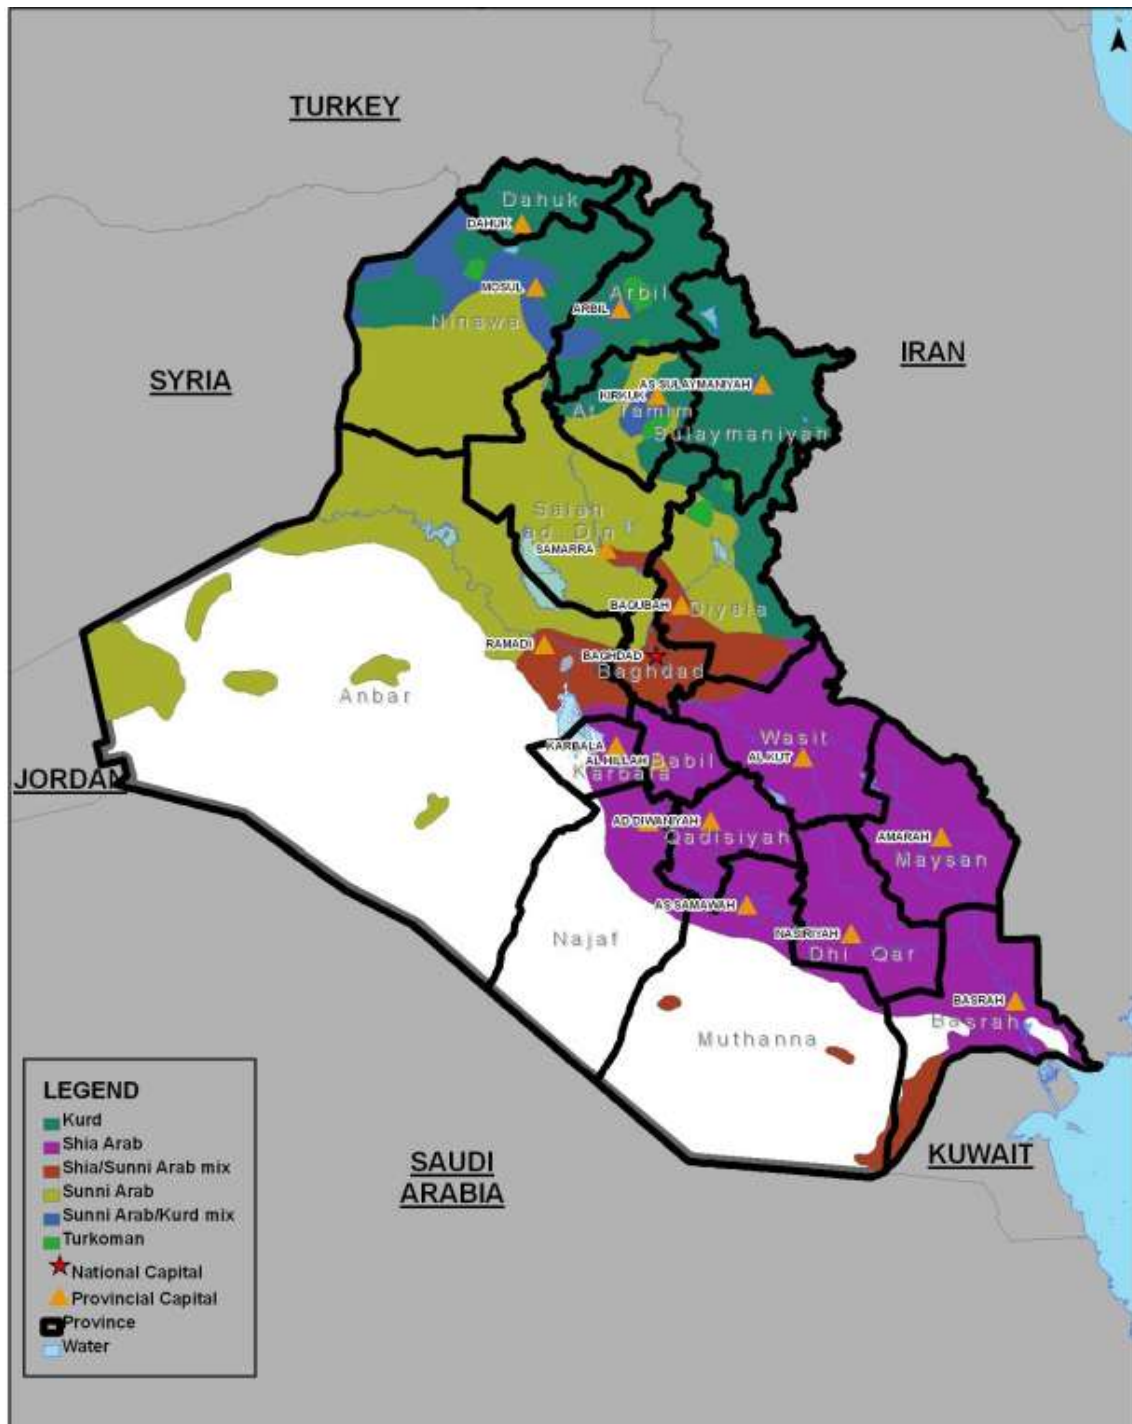 TURKEY
Dahuk
DAHUK
MOSUL
Arbil
ARBIL
Ninawa
IRAN
SYRIA
AS SULAYMANIYAH
KIRKUK
At Tamim
Sulaymaniyah
Salah
ad Din
SAMARRA
BAQUBAH
Diyala
RAMADI
BAGHDAD
Baghdad
Anbar
Wasit
KARBALA
AL HILLAH
Babil
AL KUT
Karbala
JORDAN
AD DIWANIYAH
Qadisiyah
AMARAH
Maysan
AS SAMAWAH
Najaf
NASIRIYAH
Dhi Qar
BASRAH
Basrah
Muthanna
LEGEND
Kurd
Shia Arab
Shia/Sunni Arab mix
Sunni Arab
Sunni Arab/Kurd mix
Turkoman
National Capital
Provincial Capital
Province
Water
SAUDI
ARABIA
KUWAIT